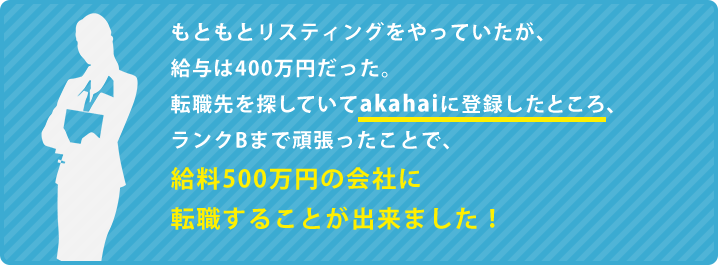 もともとリスティングをやっていたが、
給与は400万円だった。
転職先を探していてakahaiに登録したところ、
ランクBまで頑張ったことで、
給料500万円の会社に
転職することが出来ました！